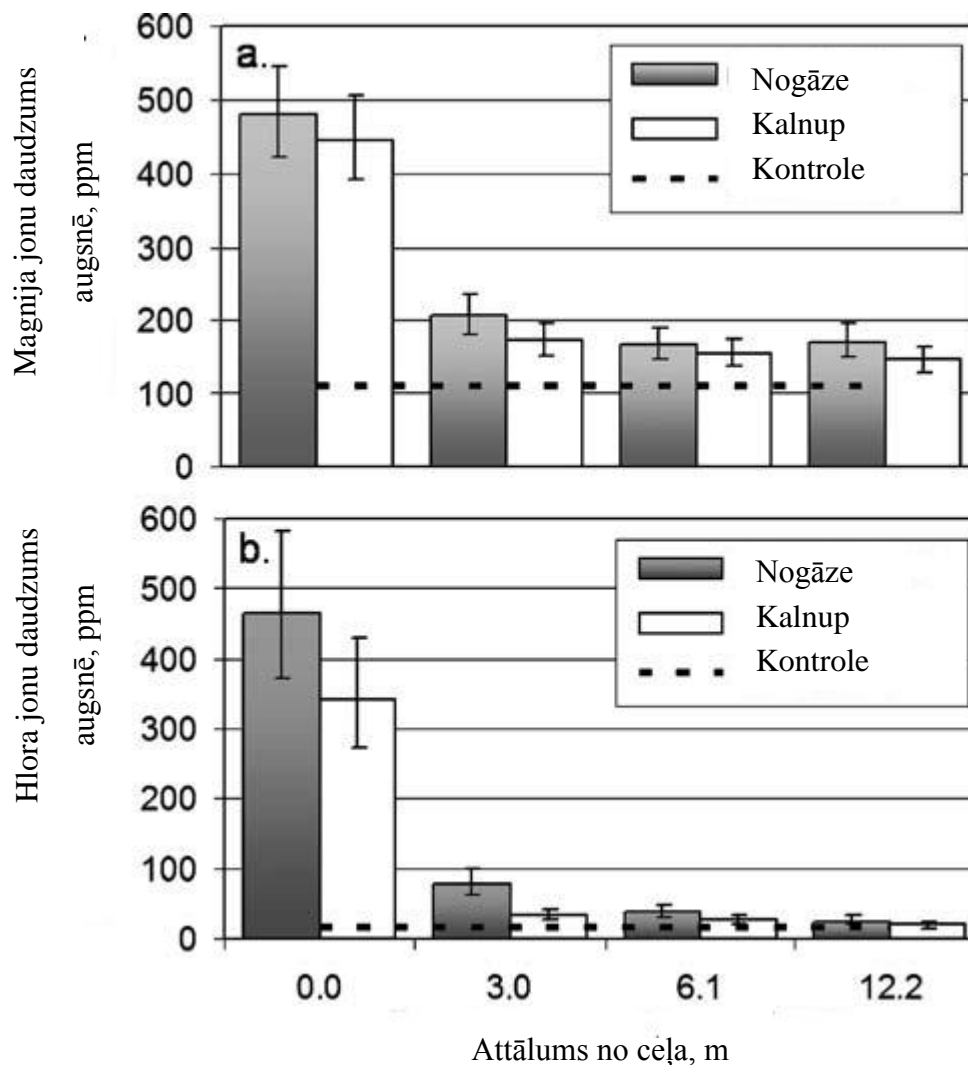 Magnija jonu daudzums
augsnē, ppm
600
500
400
300
200
100
0
a.
Nogāze
Kalnup
Kontrole
Hlora jonu daudzums
augsnē, ppm
600
500
400
300
200
100
0
b.
Nogāze
Kalnup
Kontrole
0.0 3.0 6.1 12.2
Attālums no ceļa, m